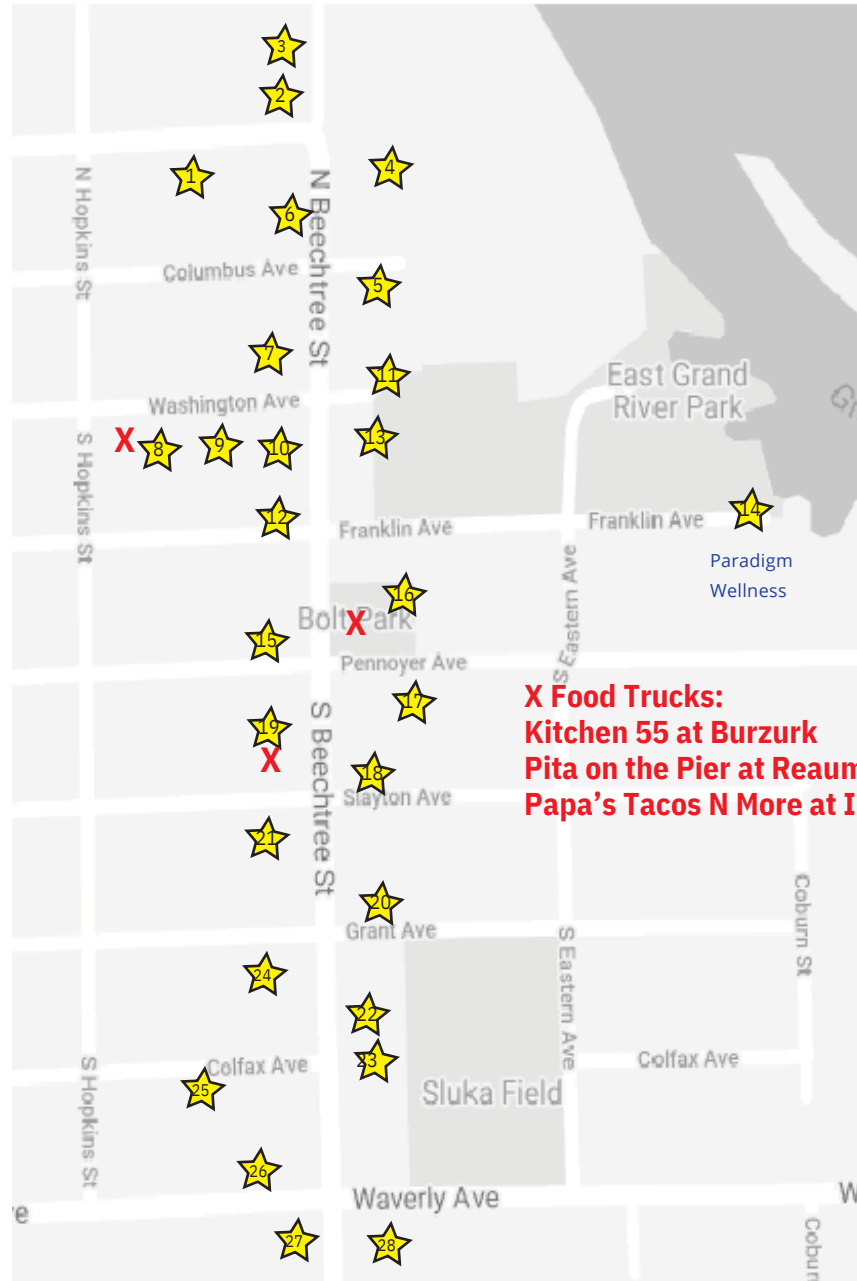 3
2
1
4
N Hopkins St
N Beechtree St
6
Columbus Ave
5
7
11
East Grand
River Park
Washington Ave
X
8
9
10
13
S Hopkins St
12
Franklin Ave
Franklin Ave
14
Paradigm
Wellness
S Eastern Ave
16
Bolt Park
X
15
Pennoyer Ave
17
X Food Trucks:
Kitchen 55 at Burzurk
Pita on the Pier at Reaum
Papa's Tacos N More at I
19
X
S Beechtree St
18
Slayton Ave
21
20
Grant Ave
Coburn St
S Eastern Ave
24
22
23
Colfax Ave
Colfax Ave
S Hopkins St
25
Sluka Field
26
Waverly Ave
W
e
27
28
Cobur